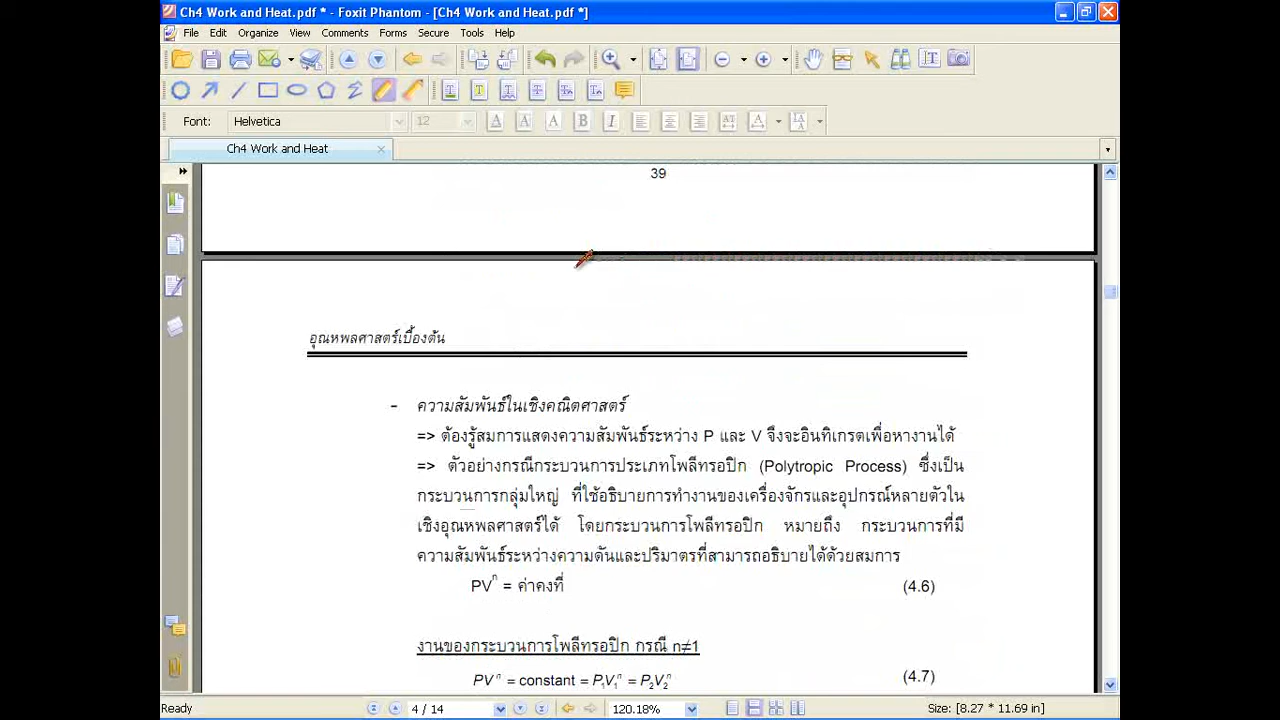 Ch4 Work and Heat.pdf * - Foxit Phantom - [Ch4 Work and Heat.pdf *]
File Edit Organize View Comments Forms Secure Tools Help
Font: Helvetica 12
Ch4 Work and Heat
39
อุณหพลศาสตร์เบื้องต้น
- ความสัมพันธ์ในเชิงคณิตศาสตร์
=> ต้องรู้สมการแสดงความสัมพันธ์ระหว่าง P และ V จึงจะอินทิเกรตเพื่อหางานได้
=> ตัวอย่างกรณีกระบวนการประเภทโพลีทรอปิก (Polytropic Process) ซึ่งเป็น
กระบวนการกลุ่มใหญ่ ที่ใช้อธิบายการทำงานของเครื่องจักรและอุปกรณ์หลายตัวใน
เชิงอุณหพลศาสตร์ได้ โดยกระบวนการโพลีทรอปิก หมายถึง กระบวนการที่มี
ความสัมพันธ์ระหว่างความดันและปริมาตรที่สามารถอธิบายได้ด้วยสมการ
PVⁿ = ค่าคงที่ (4.6)
งานของกระบวนการโพลีทรอปิก กรณี n≠1
PVⁿ = constant = P₁V₁ⁿ = P₂V₂ⁿ (4.7)
Ready 4 / 14 120.18% Size: [8.27 * 11.69 in]